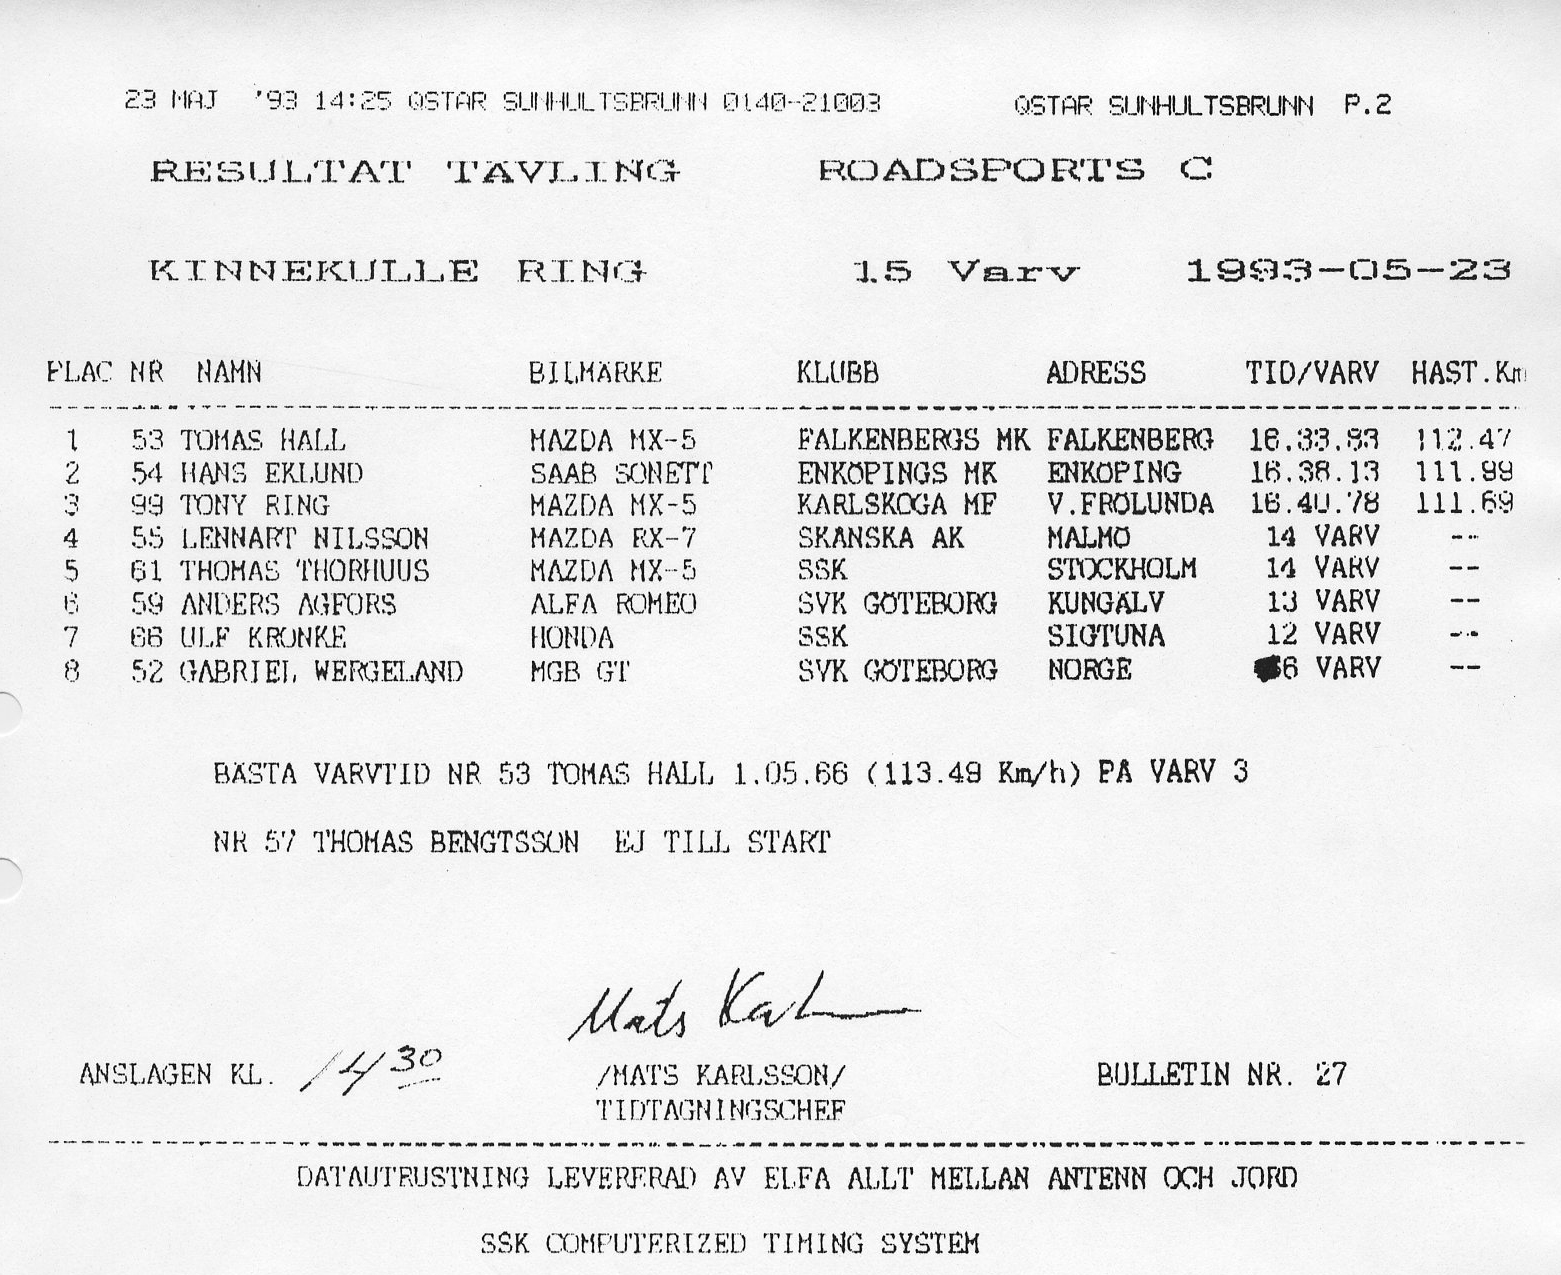 23 MAJ '93 14:25 QSTAR SUNHULTSBRUNN 0140-21003 QSTAR SUNHULTSBRUNN P.2
RESULTAT TÄVLING ROADSPORTS C
KINNEKULLE RING 15 Varv 1993-05-23
PLAC NR NAMN BILMÄRKE KLUBB ADRESS TID/VARV HAST.Km
1 53 TOMAS HALL MAZDA MX-5 FALKENBERGS MK FALKENBERG 16.33.83 112.47
2 54 HANS EKLUND SAAB SONETT ENKÖPINGS MK ENKÖPING 16.38.13 111.99
3 99 TONY RING MAZDA MX-5 KARLSKOGA MF V.FRÖLUNDA 16.40.78 111.69
4 55 LENNART NILSSON MAZDA RX-7 SKÅNSKA AK MALMÖ 14 VARV --
5 61 THOMAS THORHUUS MAZDA MX-5 SSK STOCKHOLM 14 VARV --
6 59 ANDERS ÅGFORS ALFA ROMEO SVK GÖTEBORG KUNGÄLV 13 VARV --
7 66 ULF KRONKE HONDA SSK SIGTUNA 12 VARV --
8 52 GABRIEL WERGELAND MGB GT SVK GÖTEBORG NORGE 6 VARV --
BÄSTA VARVTID NR 53 TOMAS HALL 1.05.66 (113.49 Km/h) PÅ VARV 3
NR 57 THOMAS BENGTSSON EJ TILL START
Mats Karlsson
ANSLAGEN KL. 14 30 /MATS KARLSSON/ BULLETIN NR. 27
TIDTAGNINGSCHEF
DATAUTRUSTNING LEVERERAD AV ELFA ALLT MELLAN ANTENN OCH JORD
SSK COMPUTERIZED TIMING SYSTEM